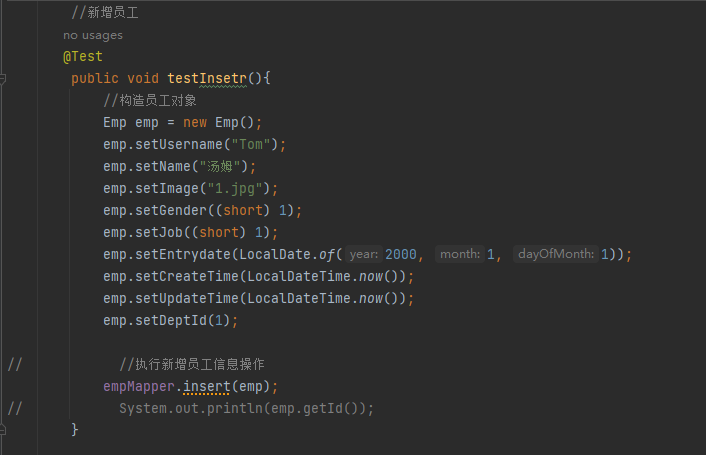 //新增员工
no usages
@Test
public void testInsetr(){
//构造员工对象
Emp emp = new Emp();
emp.setUsername("Tom");
emp.setName("汤姆");
emp.setImage("1.jpg");
emp.setGender((short) 1);
emp.setJob((short) 1);
emp.setEntrydate(LocalDate.of( year: 2000, month: 1, dayOfMonth: 1));
emp.setCreateTime(LocalDateTime.now());
emp.setUpdateTime(LocalDateTime.now());
emp.setDeptId(1);
// //执行新增员工信息操作
empMapper.insert(emp);
// System.out.println(emp.getId());
}